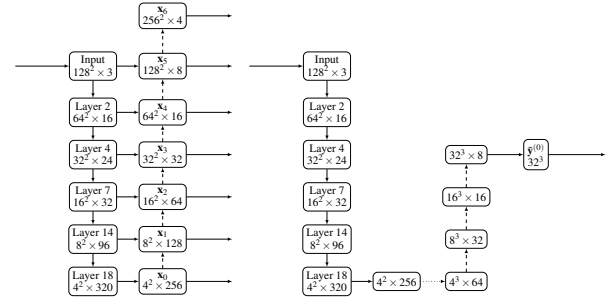 x₆
256² × 4
Input
128² × 3
x₅
128² × 8
Layer 2
64² × 16
x₄
64² × 16
Layer 4
32² × 24
x₃
32² × 32
Layer 7
16² × 32
x₂
16² × 64
Layer 14
8² × 96
x₁
8² × 128
Layer 18
4² × 320
x₀
4² × 256
Input
128² × 3
Layer 2
64² × 16
Layer 4
32² × 24
Layer 7
16² × 32
Layer 14
8² × 96
Layer 18
4² × 320
4² × 256
4³ × 64
8³ × 32
16³ × 16
32³ × 8
ȳ⁽⁰⁾
32³